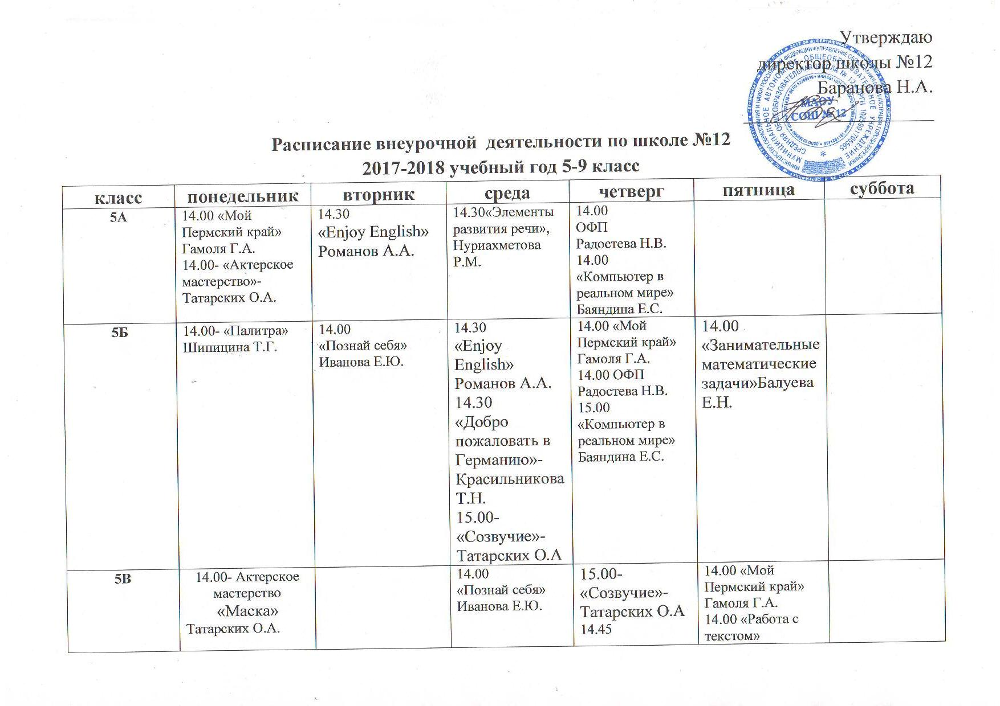 Утверждаю
директор школы №12
Баранова Н.А.
МАОУ
СОШ № 12
Расписание внеурочной деятельности по школе №12
2017-2018 учебный год 5-9 класс
класс понедельник вторник среда четверг пятница суббота
5А
14.00 «Мой
Пермский край»
Гамоля Г.А.
14.00- «Актерское
мастерство»-
Татарских О.А.
14.30
«Enjoy English»
Романов А.А.
14.30«Элементы
развития речи»,
Нуриахметова
Р.М.
14.00
ОФП
Радостева Н.В.
14.00
«Компьютер в
реальном мире»
Баяндина Е.С.
5Б
14.00- «Палитра»
Шипицина Т.Г.
14.00
«Познай себя»
Иванова Е.Ю.
14.30
«Enjoy
English»
Романов А.А.
14.30
«Добро
пожаловать в
Германию»-
Красильникова
Т.Н.
15.00-
«Созвучие»-
Татарских О.А
14.00 «Мой
Пермский край»
Гамоля Г.А.
14.00 ОФП
Радостева Н.В.
15.00
«Компьютер в
реальном мире»
Баяндина Е.С.
14.00
«Занимательные
математические
задачи»Балуева
Е.Н.
5В
14.00- Актерское
мастерство
«Маска»
Татарских О.А.
14.00
«Познай себя»
Иванова Е.Ю.
15.00-
«Созвучие»-
Татарских О.А
14.45
14.00 «Мой
Пермский край»
Гамоля Г.А.
14.00 «Работа с
текстом»